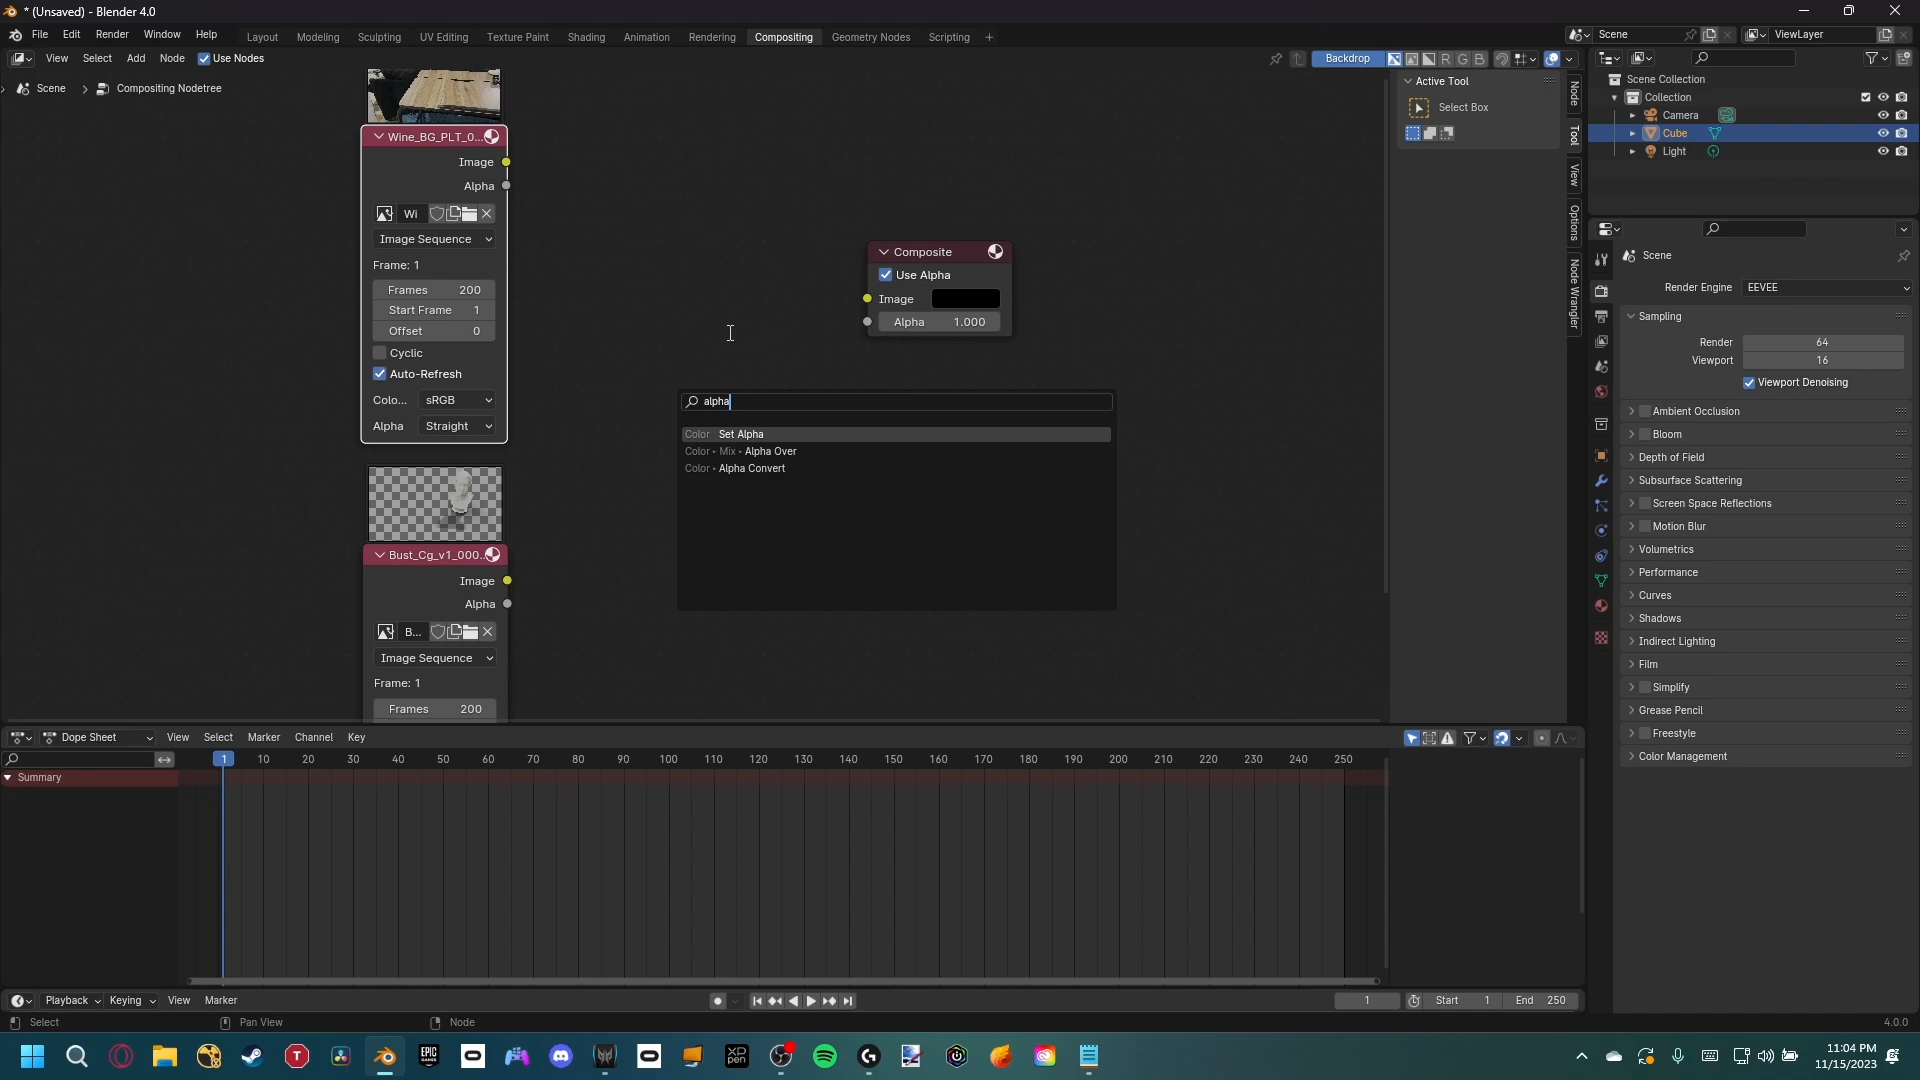 * (Unsaved) - Blender 4.0
File Edit Render Window Help Layout Modeling Sculpting UV Editing Texture Paint Shading Animation Rendering Compositing Geometry Nodes Scripting + Scene ViewLayer
View Select Add Node Use Nodes Backdrop R G B
Scene > Compositing Nodetree
Active Tool
Select Box
Node
Tool
View
Options
Node Wrangler
Scene Collection
Collection
Camera
Cube
Light
Wine_BG_PLT_0...
Image
Alpha
Wi
Image Sequence
Frame: 1
Frames 200
Start Frame 1
Offset 0
Cyclic
Auto-Refresh
Colo... sRGB
Alpha Straight
Composite
Use Alpha
Image
Alpha 1.000
alpha
Color Set Alpha
Color Mix Alpha Over
Color Alpha Convert
Bust_Cg_v1_000..
Image
Alpha
B...
Image Sequence
Frame: 1
Frames 200
Scene
Render Engine EEVEE
Sampling
Render 64
Viewport 16
Viewport Denoising
Ambient Occlusion
Bloom
Depth of Field
Subsurface Scattering
Screen Space Reflections
Motion Blur
Volumetrics
Performance
Curves
Shadows
Indirect Lighting
Film
Simplify
Grease Pencil
Freestyle
Color Management
Dope Sheet View Select Marker Channel Key
1 10 20 30 40 50 60 70 80 90 100 110 120 130 140 150 160 170 180 190 200 210 220 230 240 250
Summary
Playback Keying View Marker 1 Start 1 End 250
Select Pan View Node 4.0.0
T EPIC GAMES XP PEN
11:04 PM
11/15/2023